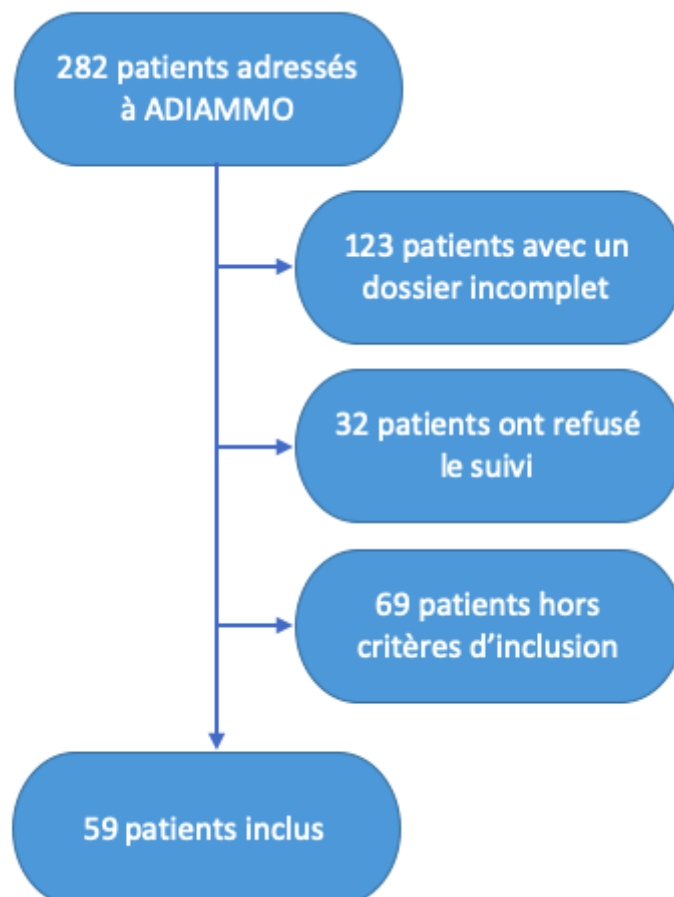 282 patients adressés
à ADIAMMO
123 patients avec un
dossier incomplet
32 patients ont refusé
le suivi
69 patients hors
critères d’inclusion
59 patients inclus